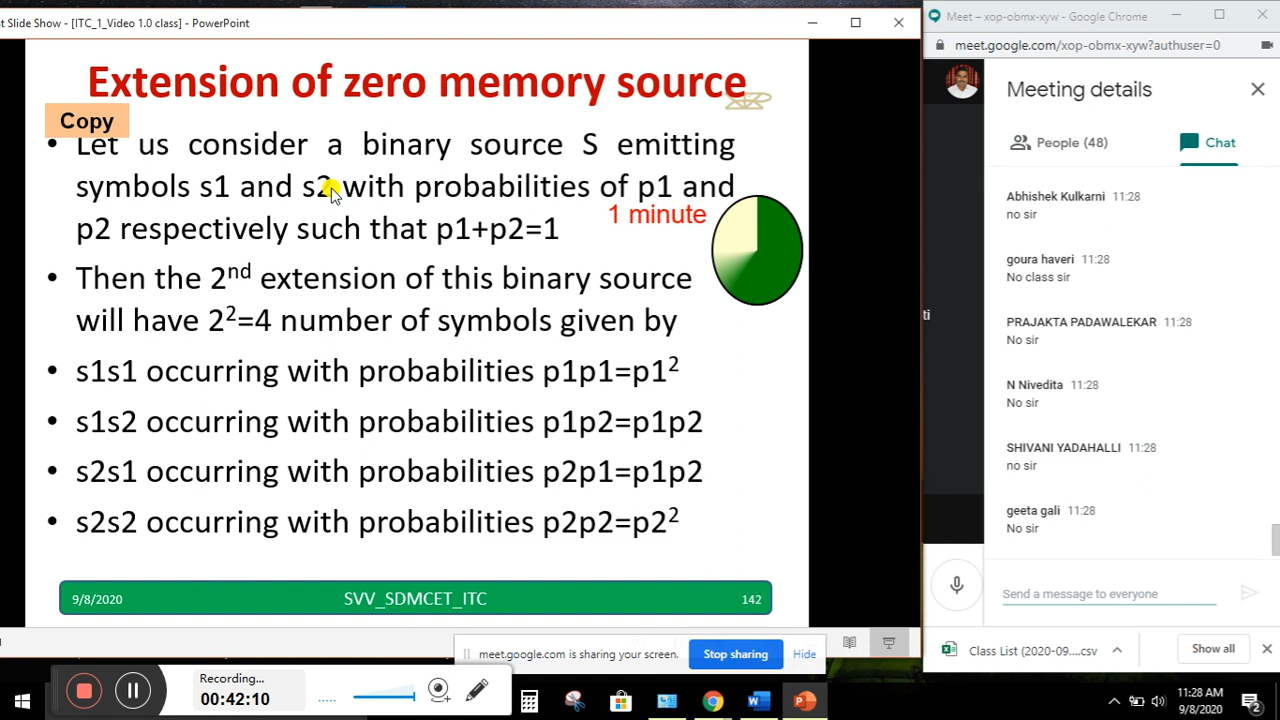 t Slide Show - [ITC_1_Video 1.0 class] - PowerPoint
Extension of zero memory source
Copy
• Let us consider a binary source S emitting
symbols s1 and s2 with probabilities of p1 and
p2 respectively such that p1+p2=1
1 minute
• Then the 2nd extension of this binary source
will have 2²=4 number of symbols given by
• s1s1 occurring with probabilities p1p1=p1²
• s1s2 occurring with probabilities p1p2=p1p2
• s2s1 occurring with probabilities p2p1=p1p2
• s2s2 occurring with probabilities p2p2=p2²
9/8/2020 SVV_SDMCET_ITC 142
meet.google.com is sharing your screen. Stop sharing Hide
Recording...
00:42:10
Meet – xop-obmx-xyw - Google Chrome
meet.google.com/xop-obmx-xyw?authuser=0
Meeting details
People (48) Chat
Abhishek Kulkarni 11:28
no sir
goura haveri 11:28
No class sir
PRAJAKTA PADAWALEKAR 11:28
No sir
ti
N Nivedita 11:28
No sir
SHIVANI YADAHALLI 11:28
no sir
geeta gali 11:28
No sir
Send a message to everyone
Class List (2020-09....csv Show all
11:28 AM
9/8/2020
2